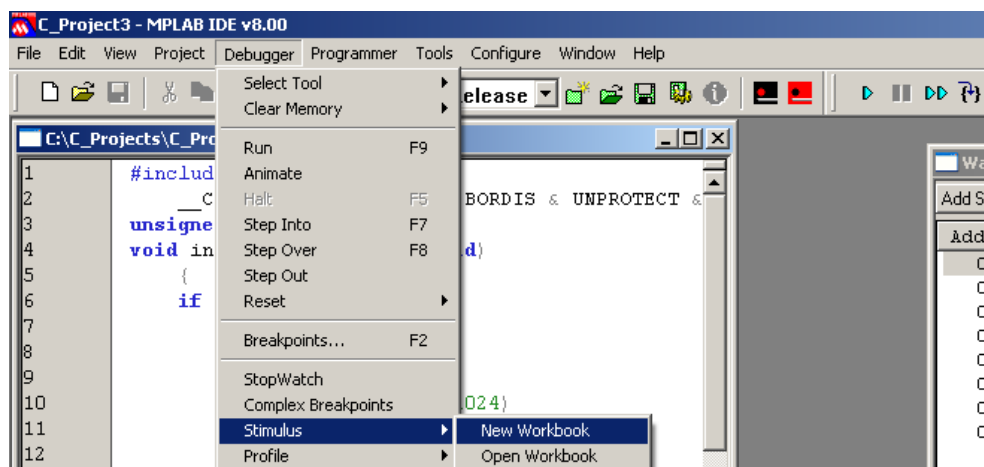 C_Project3 - MPLAB IDE v8.00
File Edit View Project Debugger Programmer Tools Configure Window Help
elease
C:\C_Projects\C_Pro
Select Tool
Clear Memory
Run F9
Animate
Halt F5
Step Into F7
Step Over F8
Step Out
Reset
Breakpoints... F2
StopWatch
Complex Breakpoints
Stimulus
Profile
New Workbook
Open Workbook
1 #includ
2 __C BORDIS & UNPROTECT &
3 unsigne
4 void in d)
5 {
6 if
7
8
9
10 024)
11
12
Wa
Add S
Add